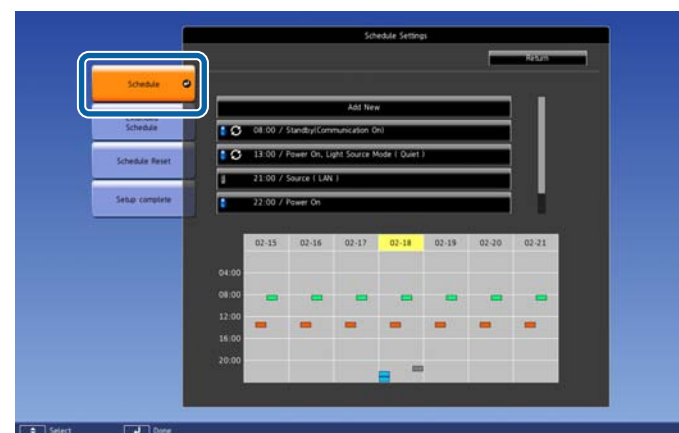 Schedule Settings
Return
Schedule
Add New
Schedule
08:00 / Standby(Communication On)
13:00 / Power On, Light Source Mode ( Quiet )
Schedule Reset
21:00 / Source ( LAN )
Setup complete
22:00 / Power On
02-15 02-16 02-17 02-18 02-19 02-20 02-21
04:00
08:00
12:00
16:00
20:00
Select Done